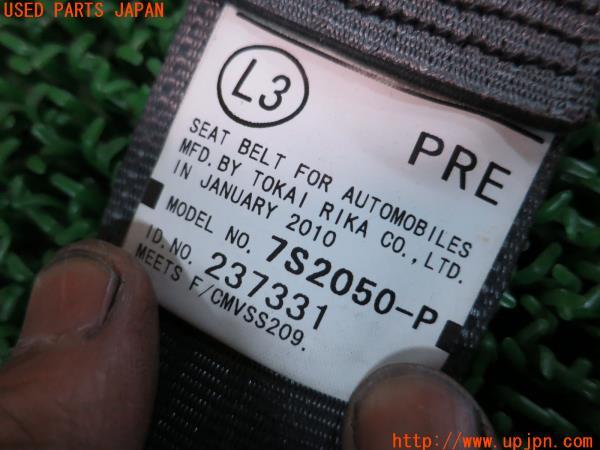 USED PARTS JAPAN
L3
PRE
SEAT BELT FOR AUTOMOBILES
MFD. BY TOKAI RIKA CO., LTD.
IN JANUARY 2010
MODEL NO. 7S2050-P
ID. NO. 237331
MEETS F/CMVSS209.
http://www.upjpn.com/